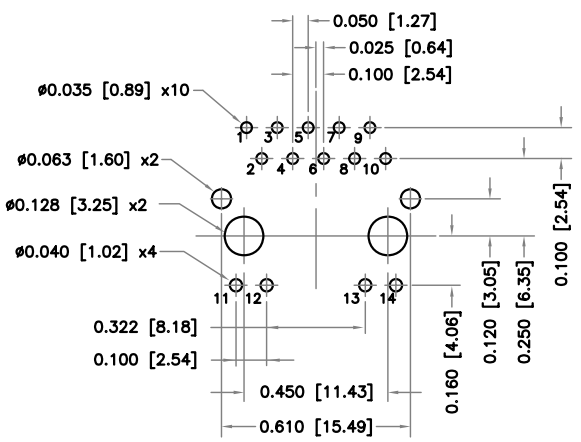 0.050 [1.27]
0.025 [0.64]
0.100 [2.54]
ø0.035 [0.89] x10
1 3 5 7 9
2 4 6 8 10
ø0.063 [1.60] x2
ø0.128 [3.25] x2
ø0.040 [1.02] x4
11 12 13 14
0.322 [8.18]
0.100 [2.54]
0.450 [11.43]
0.610 [15.49]
0.160 [4.06]
0.120 [3.05]
0.250 [6.35]
0.100 [2.54]